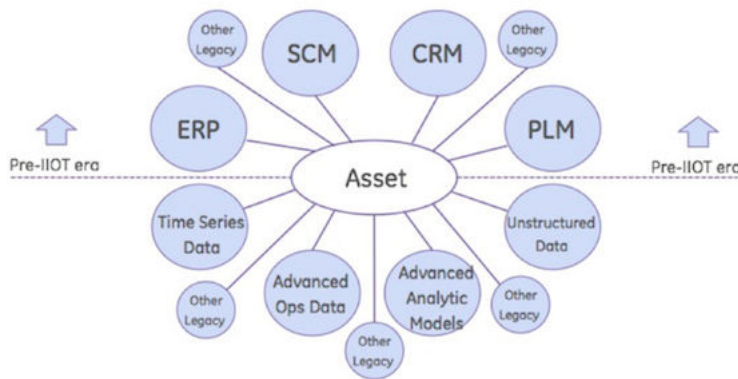 Other
Legacy
SCM
CRM
Other
Legacy
ERP
PLM
Pre-IIOT era
Pre-IIOT era
Asset
Time Series
Data
Unstructured
Data
Advanced
Ops Data
Advanced
Analytic
Models
Other
Legacy
Other
Legacy
Other
Legacy